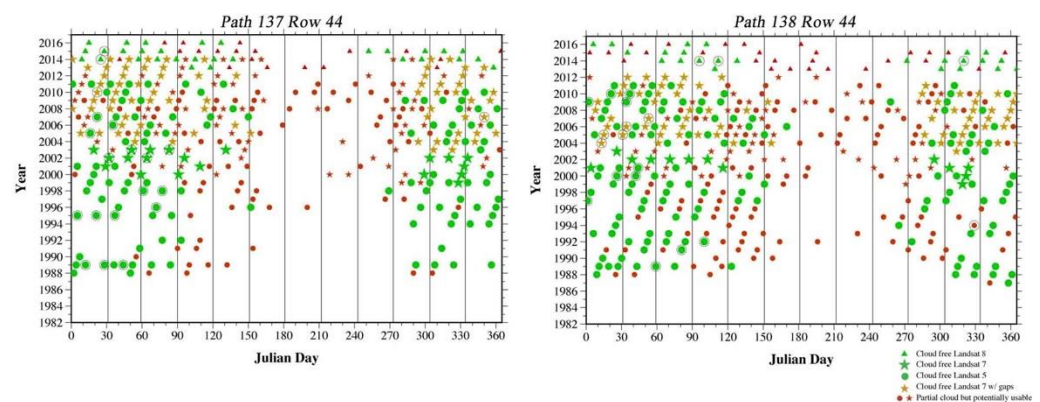 Path 137 Row 44
2016
2014
2012
2010
2008
2006
2004
2002
2000
1998
1996
1994
1992
1990
1988
1986
1984
1982
Year
0 30 60 90 120 150 180 210 240 270 300 330 360
Julian Day
Path 138 Row 44
2016
2014
2012
2010
2008
2006
2004
2002
2000
1998
1996
1994
1992
1990
1988
1986
1984
1982
Year
0 30 60 90 120 150 180 210 240 270 300 330 360
Julian Day
Cloud free Landsat 8
Cloud free Landsat 7
Cloud free Landsat 5
Cloud free Landsat 7 w/ gaps
Partial cloud but potentially usable